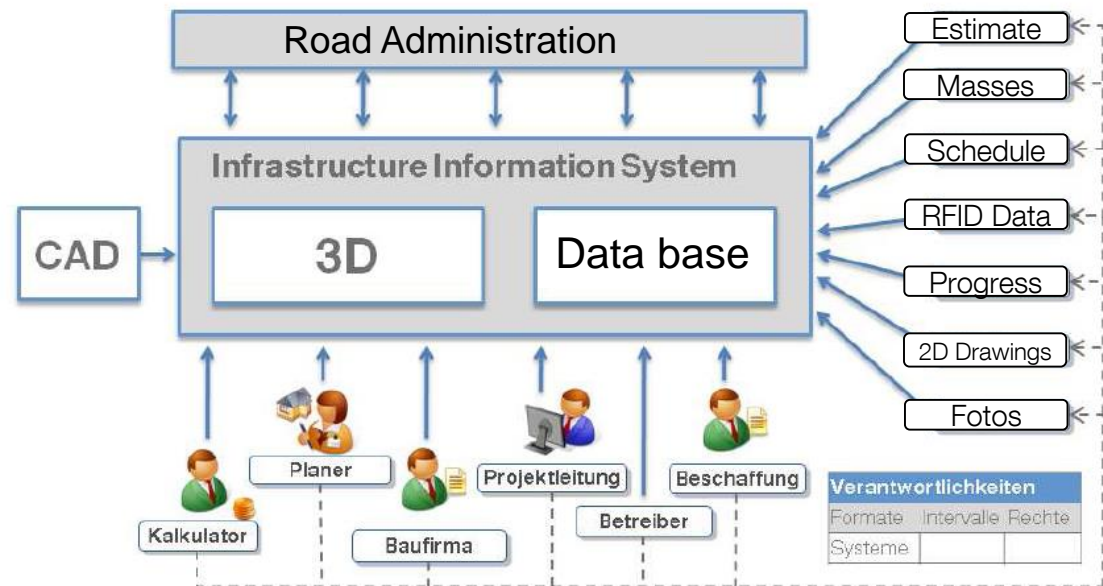 Road Administration
Estimate
Masses
Schedule
RFID Data
Progress
2D Drawings
Fotos
Infrastructure Information System
CAD
3D
Data base
Kalkulator
Planer
Baufirma
Projektleitung
Betreiber
Beschaffung
Verantwortlichkeiten
Formate Intervalle Rechte
Systeme